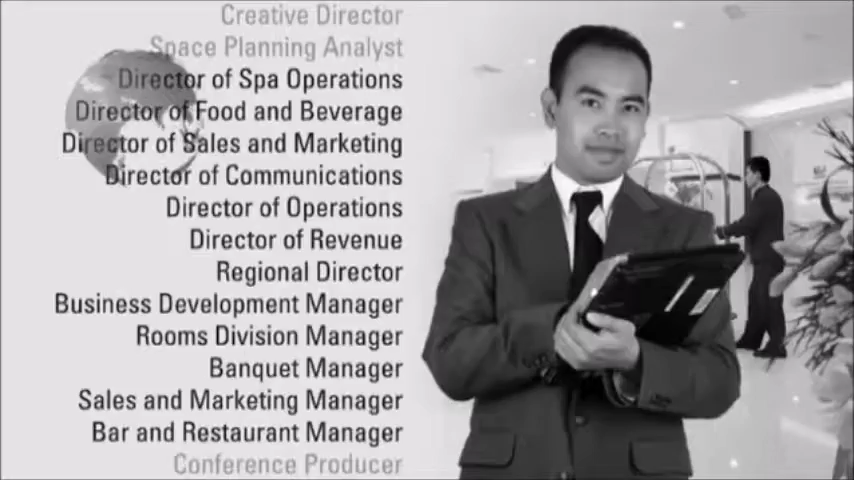 Creative Director
Space Planning Analyst
Director of Spa Operations
Director of Food and Beverage
Director of Sales and Marketing
Director of Communications
Director of Operations
Director of Revenue
Regional Director
Business Development Manager
Rooms Division Manager
Banquet Manager
Sales and Marketing Manager
Bar and Restaurant Manager
Conference Producer